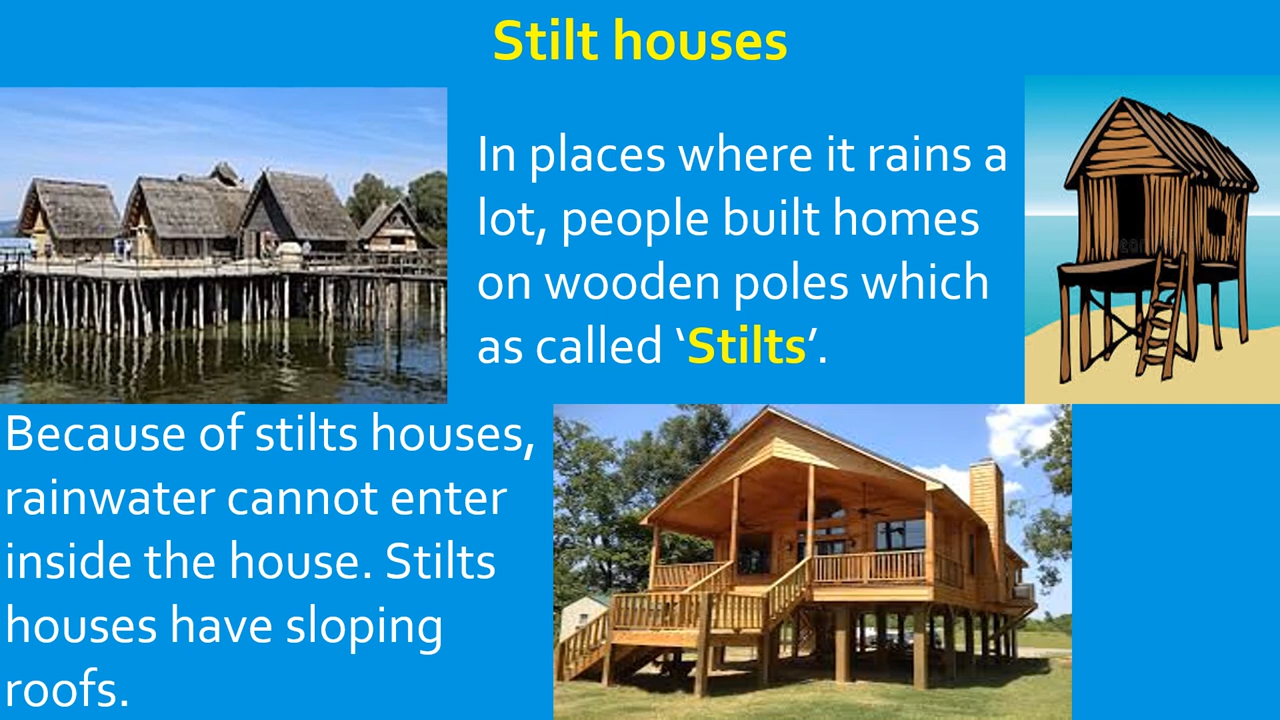 Stilt houses
In places where it rains a
lot, people built homes
on wooden poles which
as called ‘Stilts’.
Because of stilts houses,
rainwater cannot enter
inside the house. Stilts
houses have sloping
roofs.